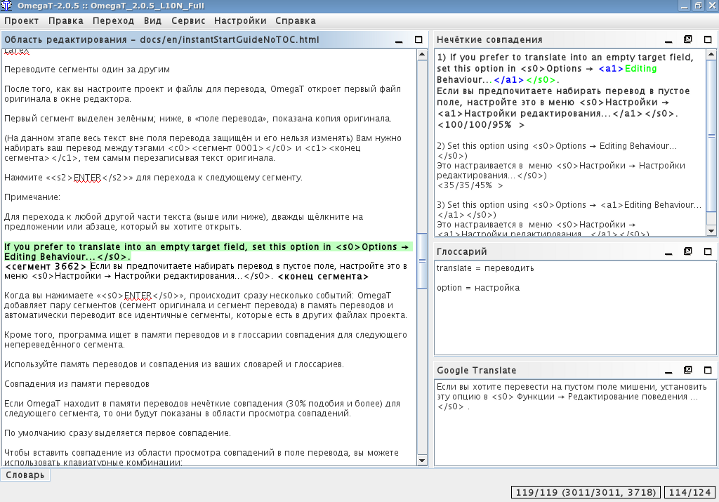 OmegaT-2.0.5 :: OmegaT_2.0.5_L10N_Full
Проект Правка Переход Вид Сервис Настройки Справка
Область редактирования – docs/en/instantStartGuideNoTOC.html
Переводите сегменты один за другим
После того, как вы настроите проект и файлы для перевода, OmegaT откроет первый файл
оригинала в окне редактора.
Первый сегмент выделен зелёным; ниже, в «поле перевода», показана копия оригинала.
(На данном этапе весь текст вне поля перевода защищён и его нельзя изменять) Вам нужно
набирать ваш перевод между тэгами <c0><сегмент 0001></c0> и <c1><конец
сегмента></c1>, тем самым перезаписывая текст оригинала.
Нажмите <<s2>ENTER</s2>> для перехода к следующему сегменту.
Примечание:
Для перехода к любой другой части текста (выше или ниже), дважды щёлкните на
предложении или абзаце, который вы хотите открыть.
If you prefer to translate into an empty target field, set this option in <s0>Options →
Editing Behaviour...</s0>.
<сегмент 3662> Если вы предпочитаете набирать перевод в пустое поле, настройте это в
меню <s0>Настройки → Настройки редактирования...</s0>. <конец сегмента>
Когда вы нажимаете «<s0>ENTER</s0>», происходит сразу несколько событий: OmegaT
добавляет пару сегментов (сегмент оригинала и сегмент перевода) в память переводов и
автоматически переводит все идентичные сегменты, которые есть в других файлах проекта.
Кроме того, программа ищет в памяти переводов и в глоссарии совпадения для следующего
непереведённого сегмента.
Используйте память переводов и совпадения из ваших словарей и глоссариев.
Совпадения из памяти переводов
Если OmegaT находит в памяти переводов нечёткие совпадения (30% подобия и более) для
следующего сегмента, то они будут показаны в области просмотра совпадений.
По умолчанию сразу выделяется первое совпадение.
Чтобы вставить совпадение из области просмотра совпадений в поле перевода, вы можете
использовать клавиатурные комбинации:
Словарь
Нечёткие совпадения
1) If you prefer to translate into an empty target field,
set this option in <s0>Options → <a1>Editing
Behaviour...</a1></s0>.
Если вы предпочитаете набирать перевод в пустое
поле, настройте это в меню <s0>Настройки →
<a1>Настройки редактирования...</a1></s0>.
<100/100/95% >
2) Set this option using <s0>Options → Editing Behaviour...
</s0>)
Это настраивается в меню <s0>Настройки → Настройки
редактирования...</s0>)
<35/35/45% >
3) Set this option using <s0>Options → <a1>Editing Behaviour...
</a1></s0>)
Это настраивается в меню <s0>Настройки →
<a1>Настройки редактирования...</a1></s0>)
Глоссарий
translate = переводить
option = настройка
Google Translate
Если вы хотите перевести на пустом поле мишени, установить
эту опцию в <s0> Функции → Редактирование поведения ...
</s0> .
119/119 (3011/3011, 3718) 114/124